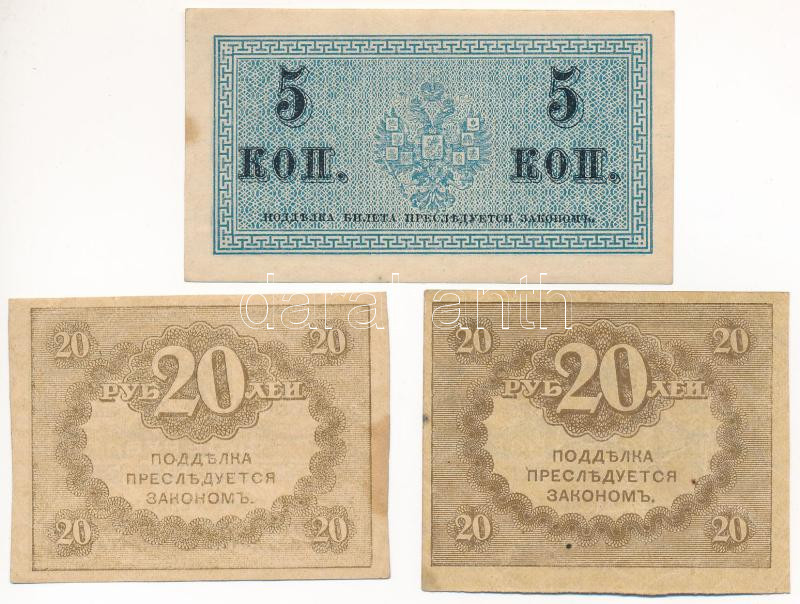 5 5
КОП. КОП.
ПОДДѢЛКА БИЛЕТА ПРЕСЛѢДУЕТСЯ ЗАКОНОМЪ.
darabanth
20 20
РУБ 20 ЛЕЙ
ПОДДѢЛКА
ПРЕСЛѢДУЕТСЯ
ЗАКОНОМЪ.
20 20
20 20
РУБ 20 ЛЕЙ
ПОДДѢЛКА
ПРЕСЛѢДУЕТСЯ
ЗАКОНОМЪ.
20 20